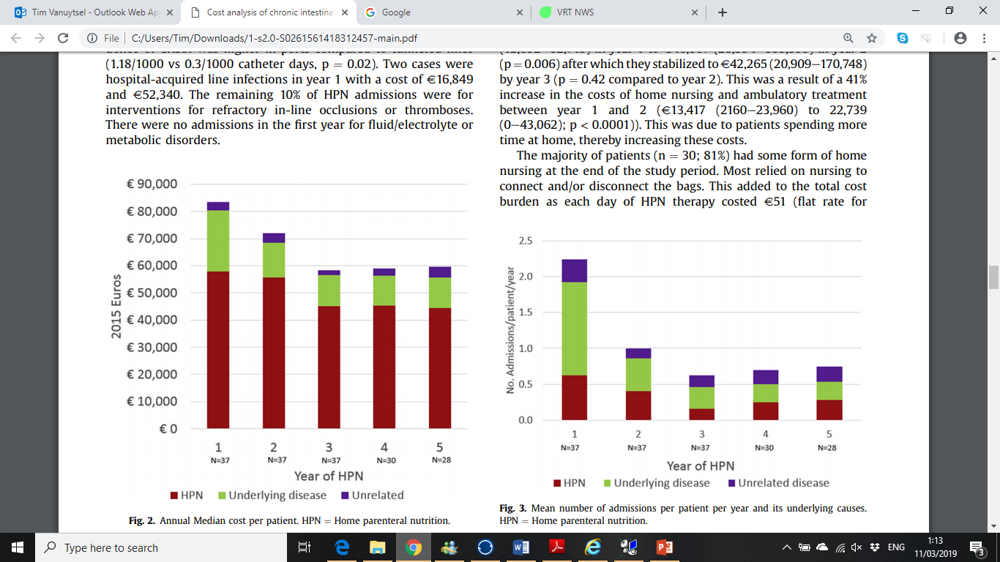 Tim Vanuytsel - Outlook Web Ap
Cost analysis of chronic intestinal
Google
VRT NWS
File
C:/Users/Tim/Downloads/1-s2.0-S0261561418312457-main.pdf
(1.18/1000 vs 0.3/1000 catheter days, p = 0.02). Two cases were
hospital-acquired line infections in year 1 with a cost of €16,849
and €52,340. The remaining 10% of HPN admissions were for
interventions for refractory in-line occlusions or thromboses.
There were no admissions in the first year for fluid/electrolyte or
metabolic disorders.
€ 90,000
€ 80,000
€ 70,000
€ 60,000
€ 50,000
€ 40,000
€ 30,000
€ 20,000
€ 10,000
€ 0
2015 Euros
1 2 3 4 5
N=37 N=37 N=37 N=30 N=28
Year of HPN
HPN Underlying disease Unrelated
Fig. 2. Annual Median cost per patient. HPN = Home parenteral nutrition.
(p = 0.006) after which they stabilized to €42,265 (20,909–170,748)
by year 3 (p = 0.42 compared to year 2). This was a result of a 41%
increase in the costs of home nursing and ambulatory treatment
between year 1 and 2 (€13,417 (2160–23,960) to 22,739
(0–43,062); p < 0.0001)). This was due to patients spending more
time at home, thereby increasing these costs.
The majority of patients (n = 30; 81%) had some form of home
nursing at the end of the study period. Most relied on nursing to
connect and/or disconnect the bags. This added to the total cost
burden as each day of HPN therapy costed €51 (flat rate for
2.5
2.0
1.5
1.0
0.5
0.0
No. Admissions/patient/year
1 2 3 4 5
N=37 N=37 N=37 N=30 N=28
Year of HPN
HPN Underlying disease Unrelated disease
Fig. 3. Mean number of admissions per patient per year and its underlying causes.
HPN = Home parenteral nutrition.
Type here to search
ENG
1:13
11/03/2019
3